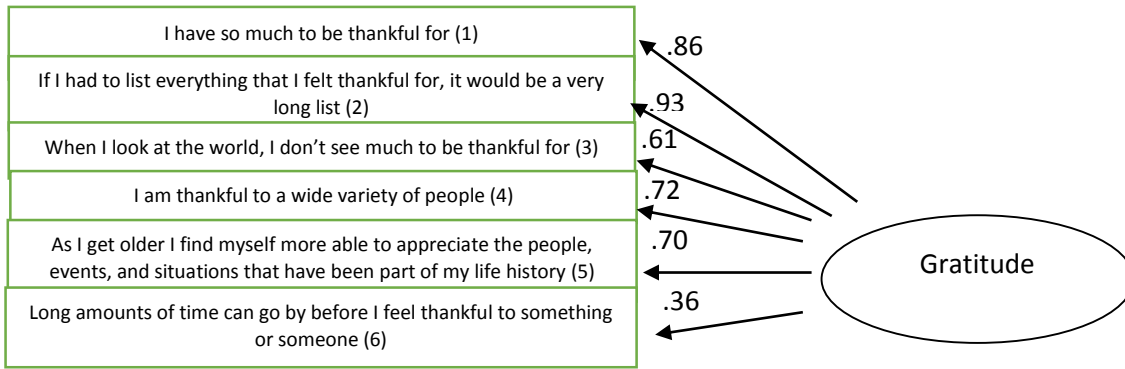 I have so much to be thankful for (1)
.86
If I had to list everything that I felt thankful for, it would be a very
long list (2)
.93
.61
When I look at the world, I don't see much to be thankful for (3)
.72
I am thankful to a wide variety of people (4)
.70
As I get older I find myself more able to appreciate the people,
events, and situations that have been part of my life history (5)
Gratitude
.36
Long amounts of time can go by before I feel thankful to something
or someone (6)